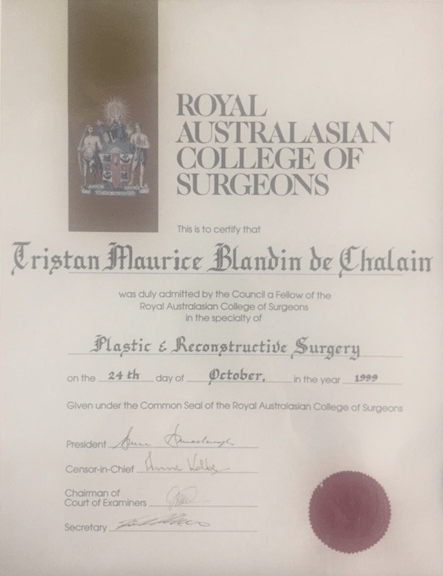 ROYAL
AUSTRALASIAN
COLLEGE OF
SURGEONS
This is to certify that
Tristan Maurice Blandin de Chalain
was duly admitted by the Council a Fellow of the
Royal Australasian College of Surgeons
in the specialty of
Plastic & Reconstructive Surgery
on the 24th day of October, in the year 1999
Given under the Common Seal of the Royal Australasian College of Surgeons
President
Censor-in-Chief
Chairman of
Court of Examiners
Secretary